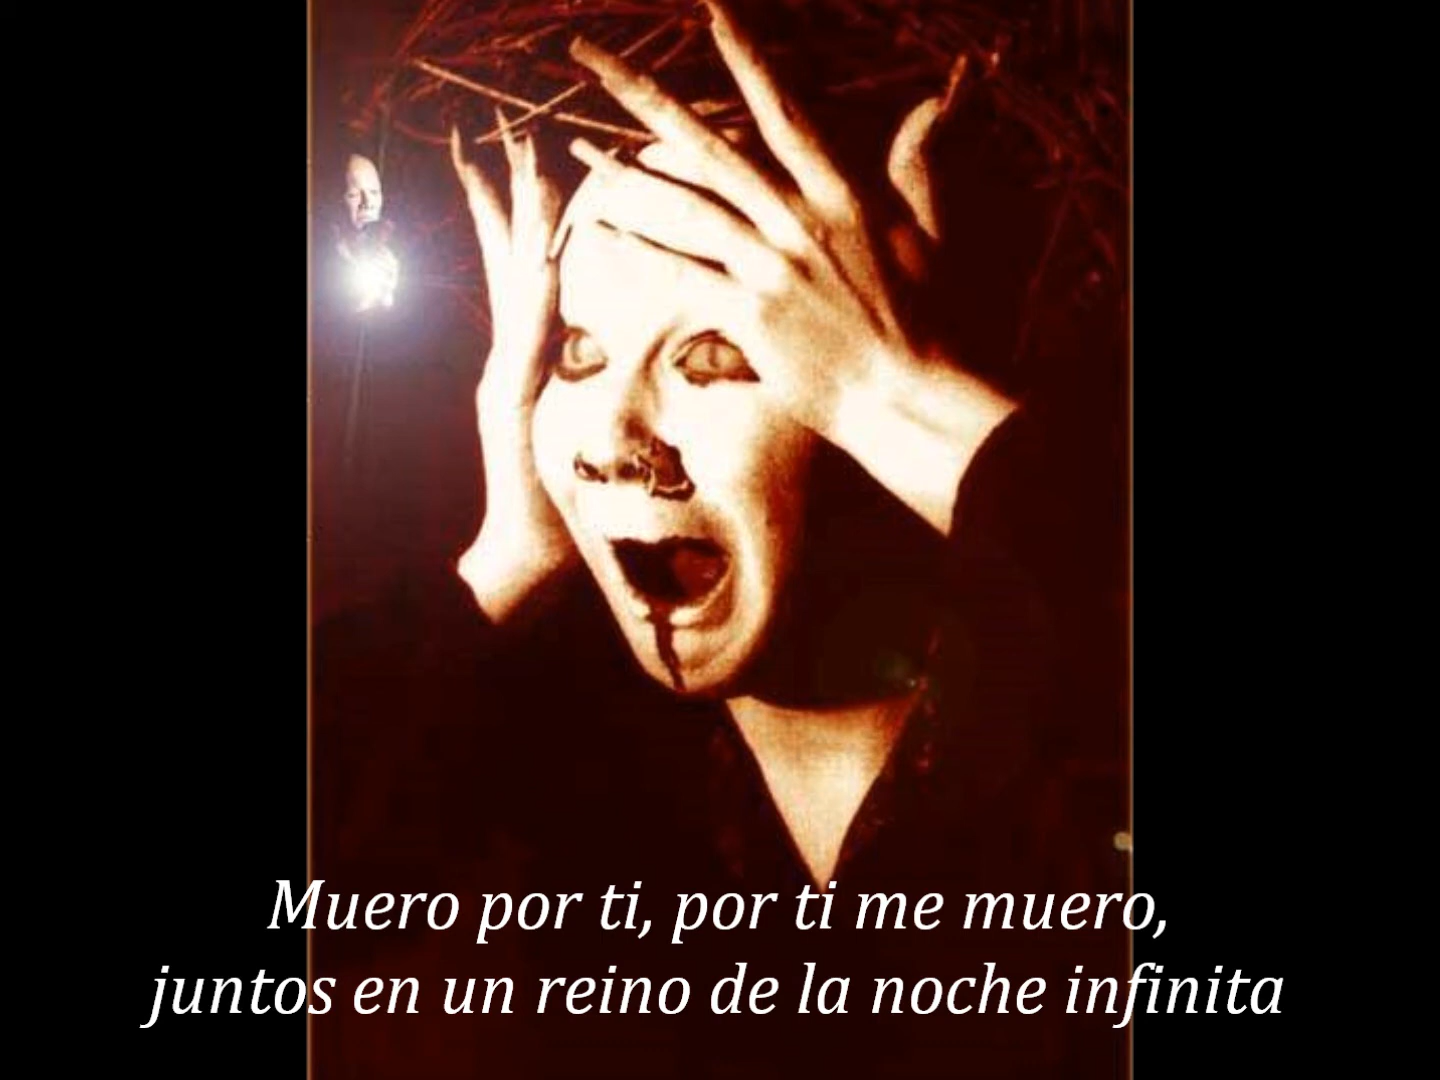 Muero por ti, por ti me muero,
juntos en un reino de la noche infinita